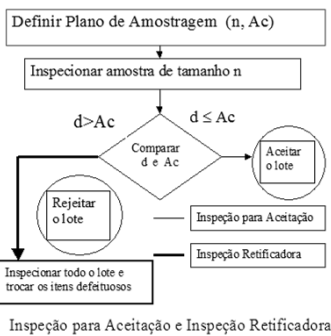 Definir Plano de Amostragem (n, Ac)
Inspecionar amostra de tamanho n
d>Ac
d ≤ Ac
Comparar
d e Ac
Aceitar
o lote
Rejeitar
o lote
Inspeção para Aceitação
Inspeção Retificadora
Inspecionar todo o lote e
trocar os itens defeituosos
Inspeção para Aceitação e Inspeção Retificadora